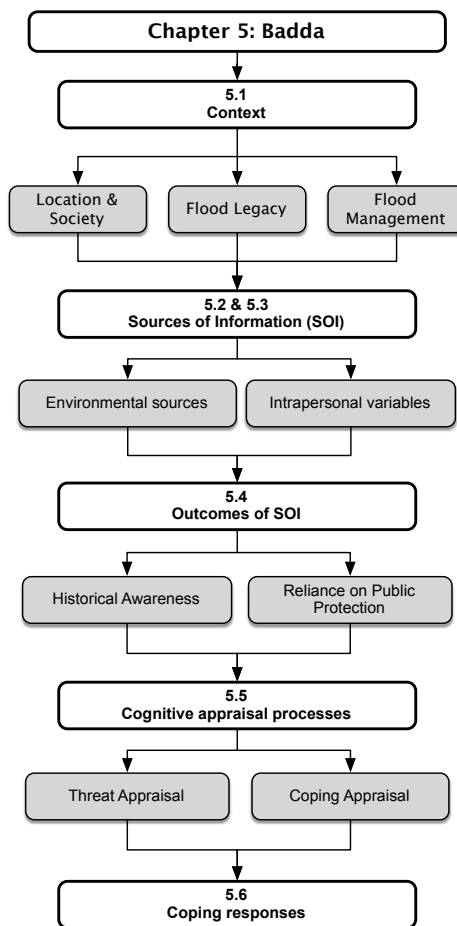 Chapter 5: Badda
5.1
Context
Location &
Society
Flood Legacy
Flood
Management
5.2 & 5.3
Sources of Information (SOI)
Environmental sources
Intrapersonal variables
5.4
Outcomes of SOI
Historical Awareness
Reliance on Public
Protection
5.5
Cognitive appraisal processes
Threat Appraisal
Coping Appraisal
5.6
Coping responses